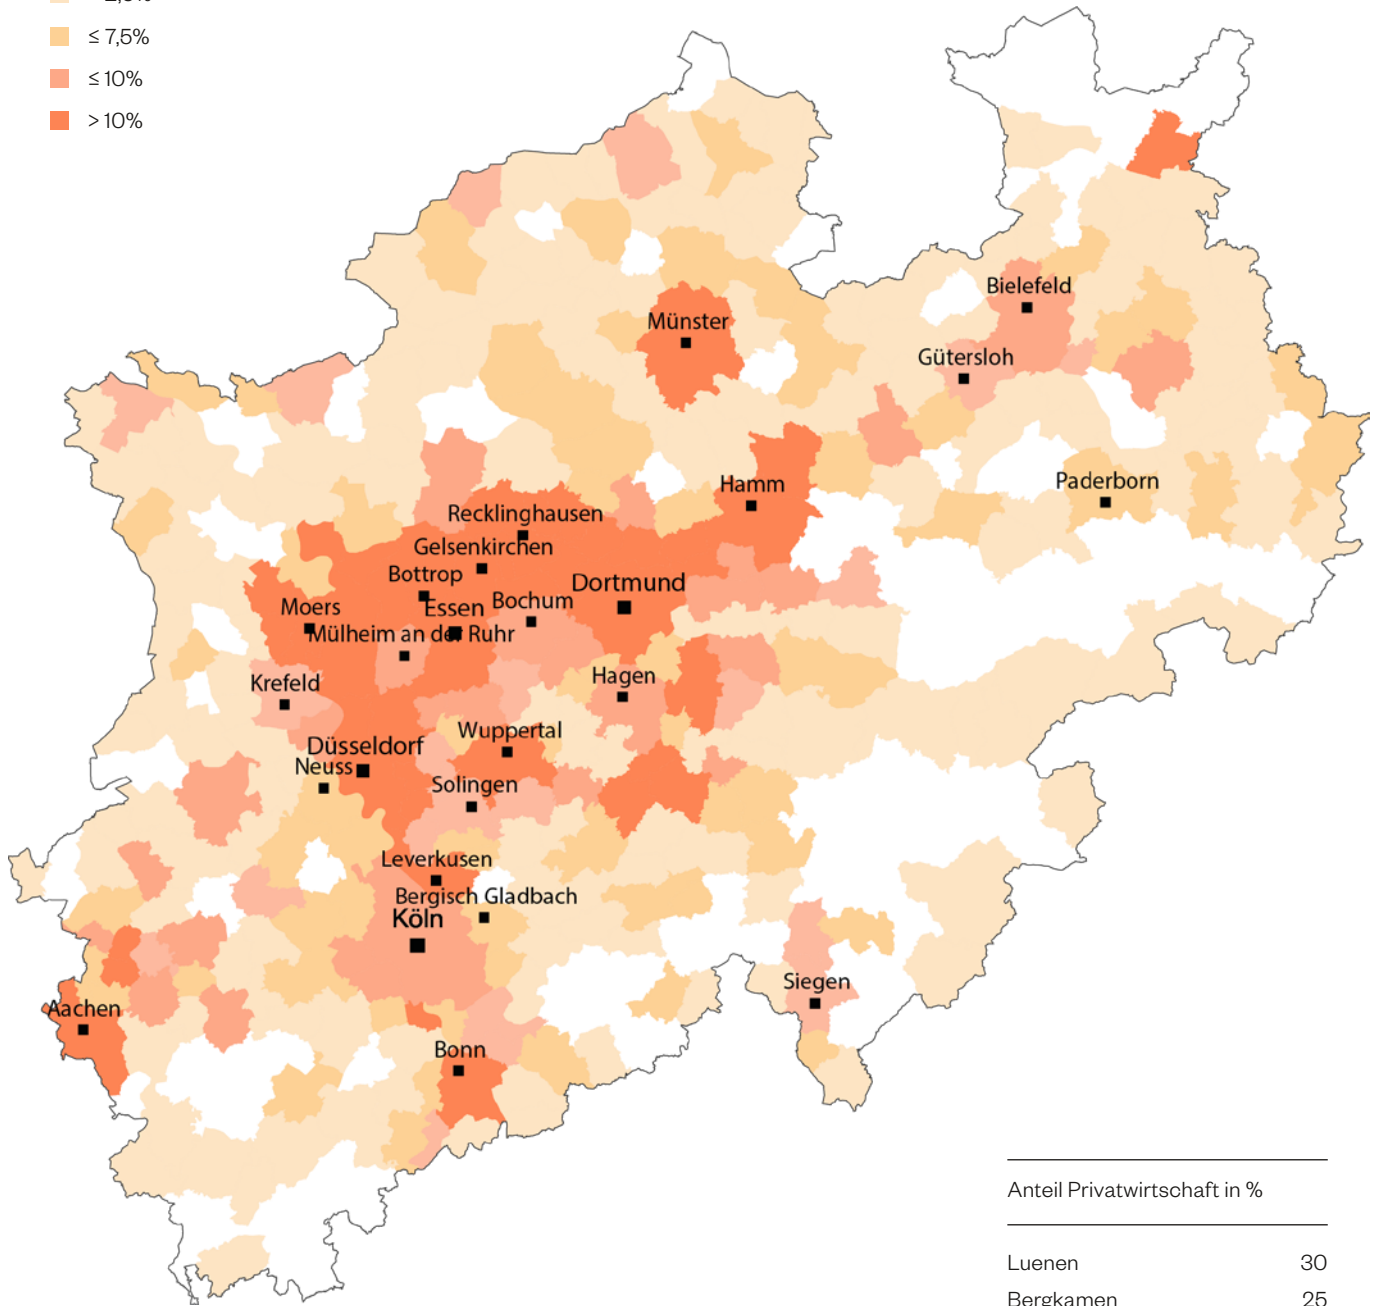 ≤ 7,5%
≤ 10%
> 10%
Bielefeld
Münster
Gütersloh
Hamm
Paderborn
Recklinghausen
Gelsenkirchen
Bottrop
Dortmund
Moers
Essen
Bochum
Mülheim an der Ruhr
Krefeld
Hagen
Wuppertal
Düsseldorf
Neuss
Solingen
Leverkusen
Bergisch Gladbach
Köln
Siegen
Aachen
Bonn
Anteil Privatwirtschaft in %
Luenen 30
Bergkamen 25